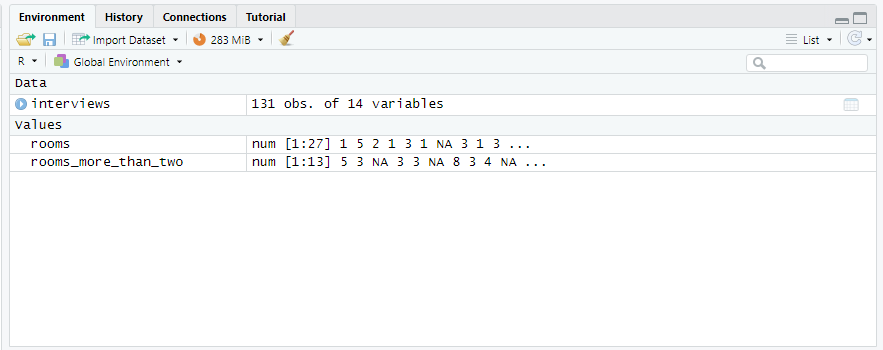 Environment History Connections Tutorial
Import Dataset 283 MiB List
R Global Environment
Data
interviews 131 obs. of 14 variables
Values
rooms num [1:27] 1 5 2 1 3 1 NA 3 1 3 ...
rooms_more_than_two num [1:13] 5 3 NA 3 3 NA 8 3 4 NA ...